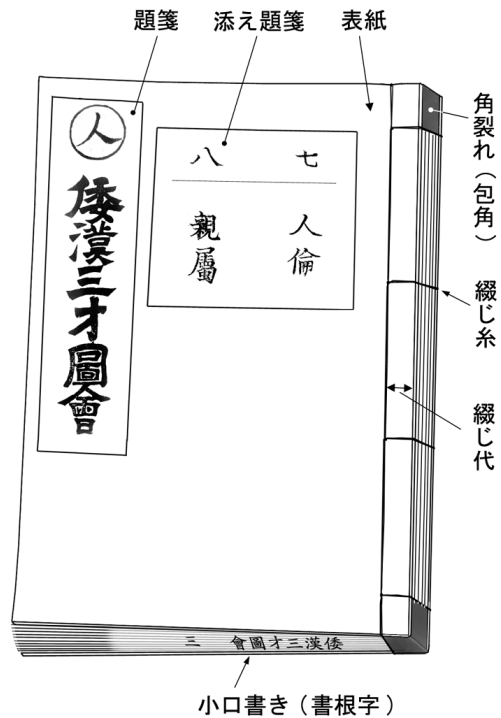 題箋
添え題箋
表紙
角裂れ（包角）
綴じ糸
綴じ代
人
倭漢三才圖會
七
人倫
八
親屬
倭漢三才圖會 三
小口書き（書根字）